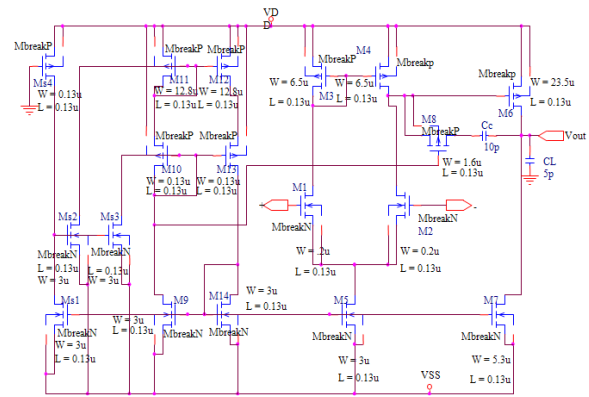 VD
D
MbreakP
Ms4
W = 0.13u
L = 0.13u
MbreakP
M11
W = 12.8u
L = 0.13u
MbreakP
M12
W = 12.8u
L = 0.13u
MbreakP
W = 6.5u
M3
L = 0.13u
M4
Mbreakp
W = 6.5u
L = 0.13u
Mbreakp
W = 23.5u
M6
L = 0.13u
M8
MbreakP
W = 1.6u
L = 0.13u
Cc
10p
Vout
CL
5p
MbreakP
M10
W = 0.13u
L = 0.13u
MbreakP
M13
W = 0.13u
L = 0.13u
Ms2
MbreakN
L = 0.13u
W = 3u
Ms3
MbreakN
L = 0.13u
W = 3u
+
M1
MbreakN
W = .2u
L = 0.13u
-
MbreakN
M2
W = 0.2u
L = 0.13u
Ms1
MbreakN
W = 3u
L = 0.13u
M9
MbreakN
W = 3u
L = 0.13u
M14
MbreakN
W = 3u
L = 0.13u
M5
MbreakN
W = 3u
L = 0.13u
M7
MbreakN
W = 5.3u
L = 0.13u
VSS